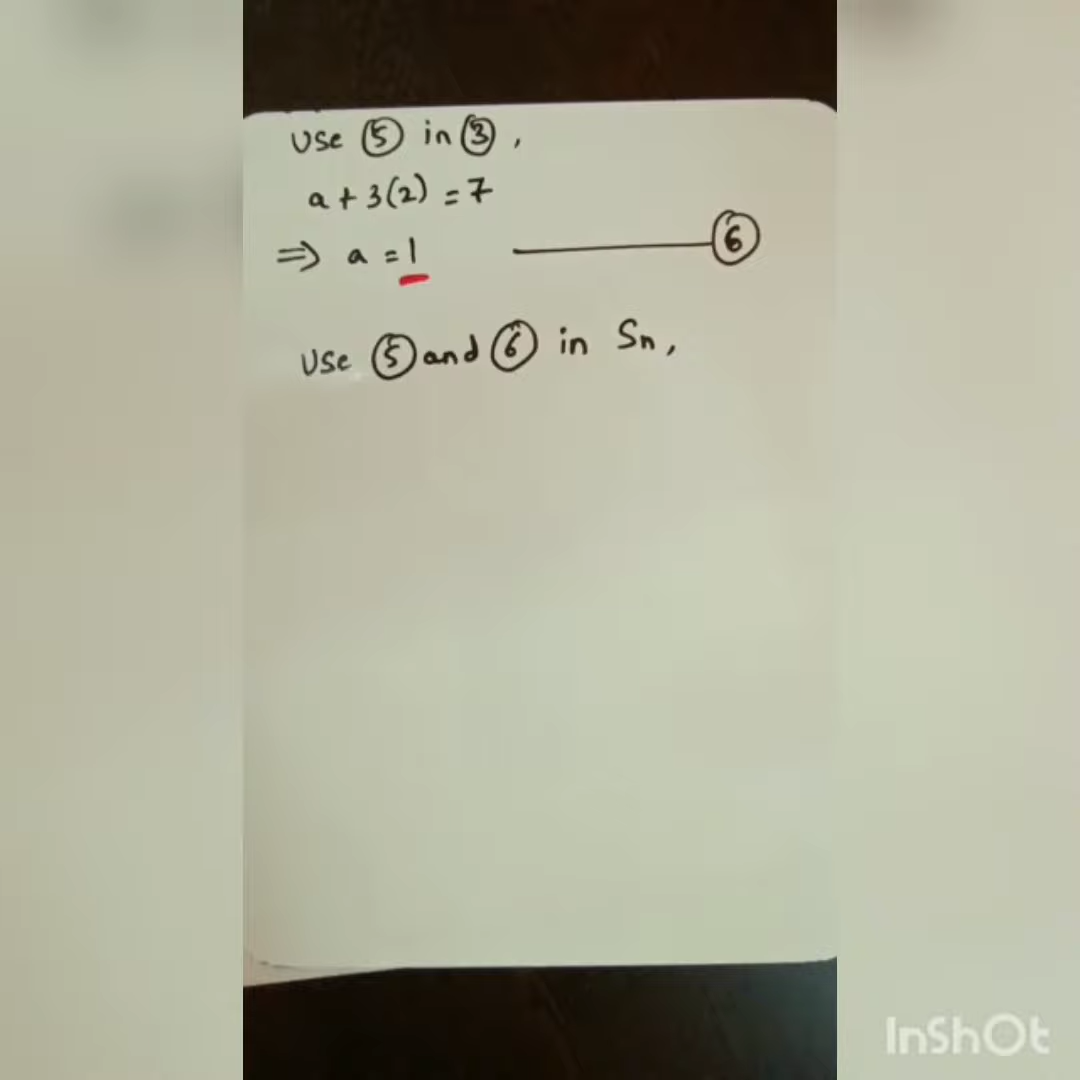 Use ⑤ in ③,
a + 3(2) = 7
⇒ a = 1 ——— ⑥
Use ⑤ and ⑥ in Sn,
InShOt